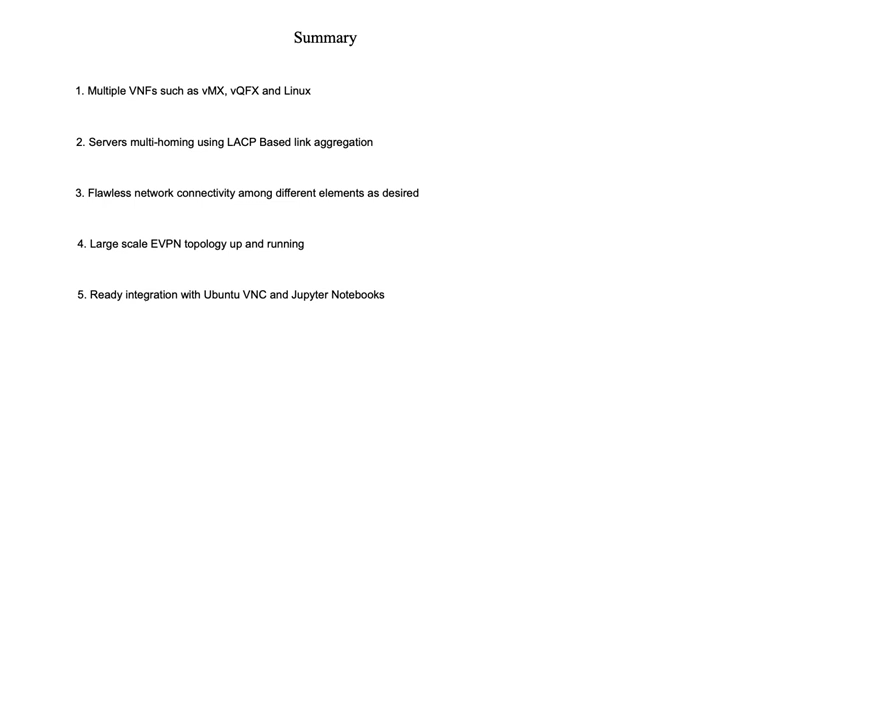 Summary
1. Multiple VNFs such as vMX, vQFX and Linux
2. Servers multi-homing using LACP Based link aggregation
3. Flawless network connectivity among different elements as desired
4. Large scale EVPN topology up and running
5. Ready integration with Ubuntu VNC and Jupyter Notebooks